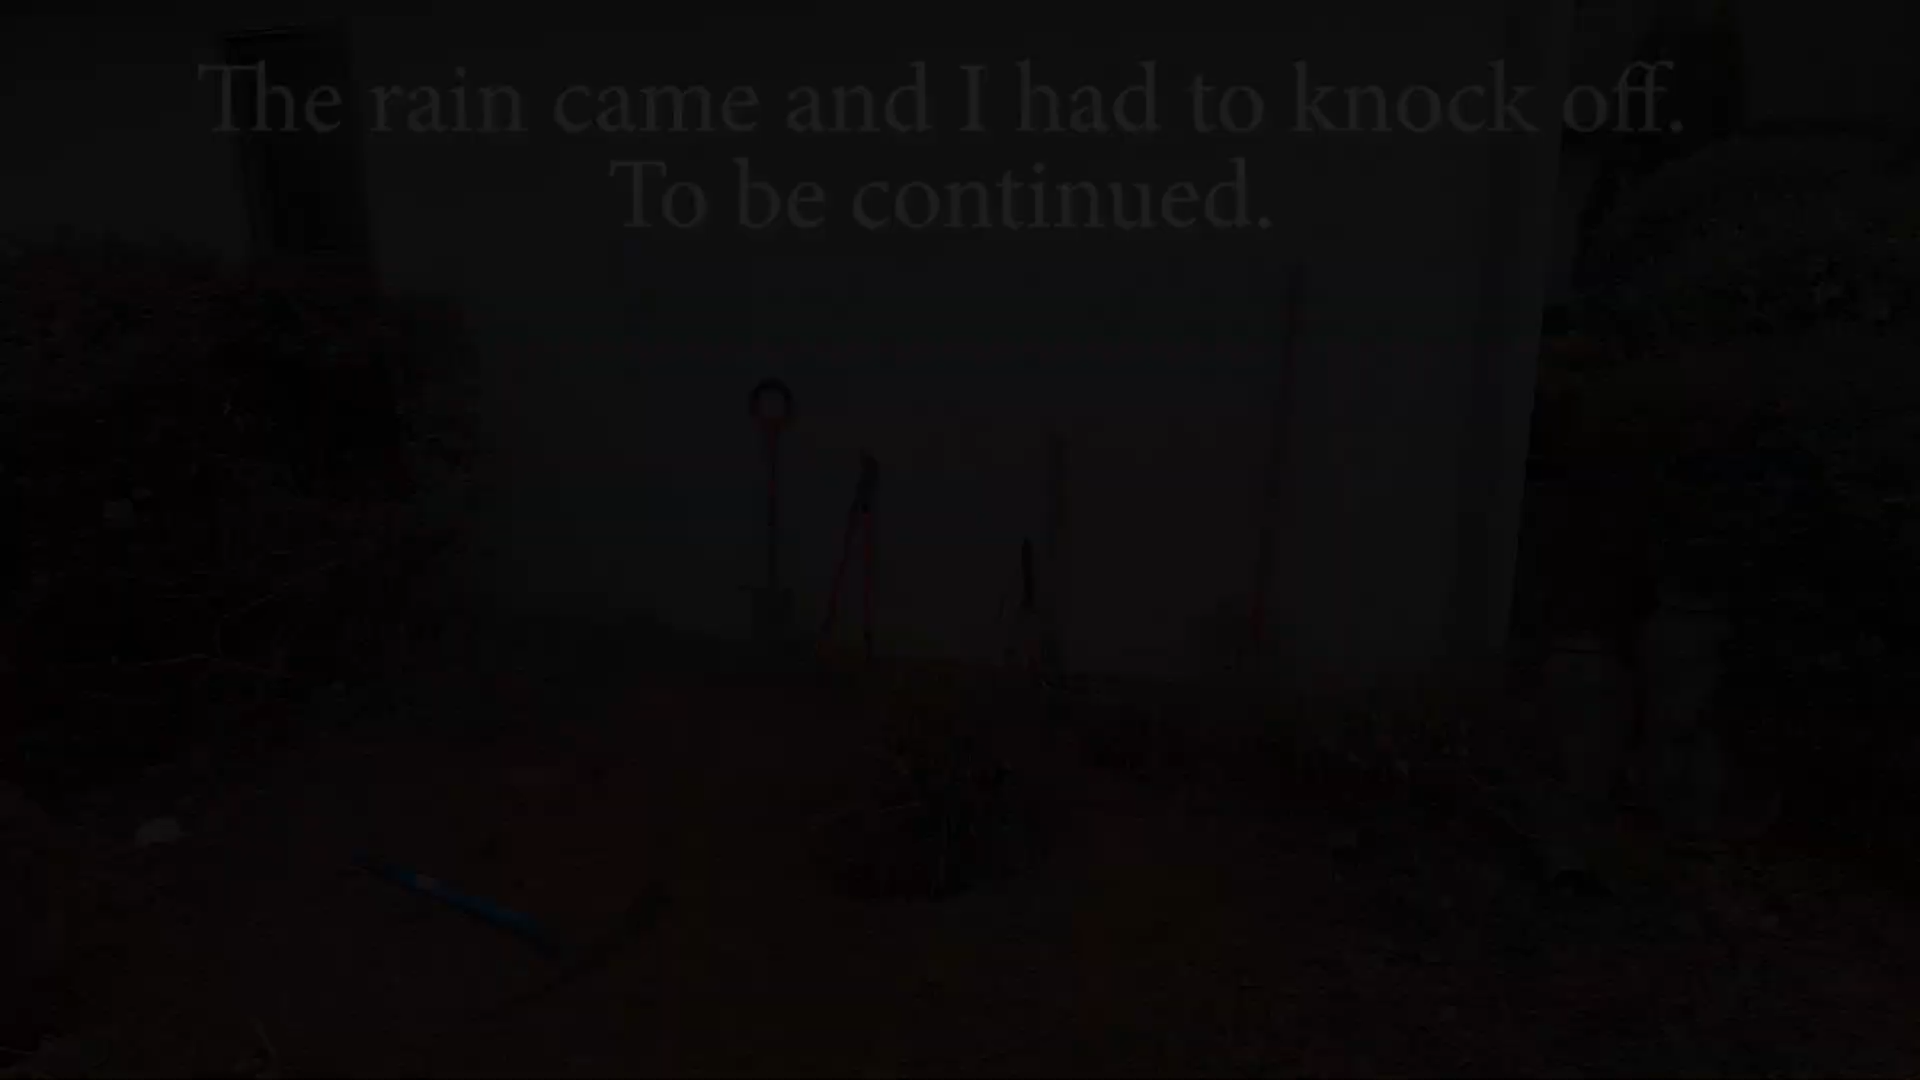 The rain came and I had to knock off.
To be continued.